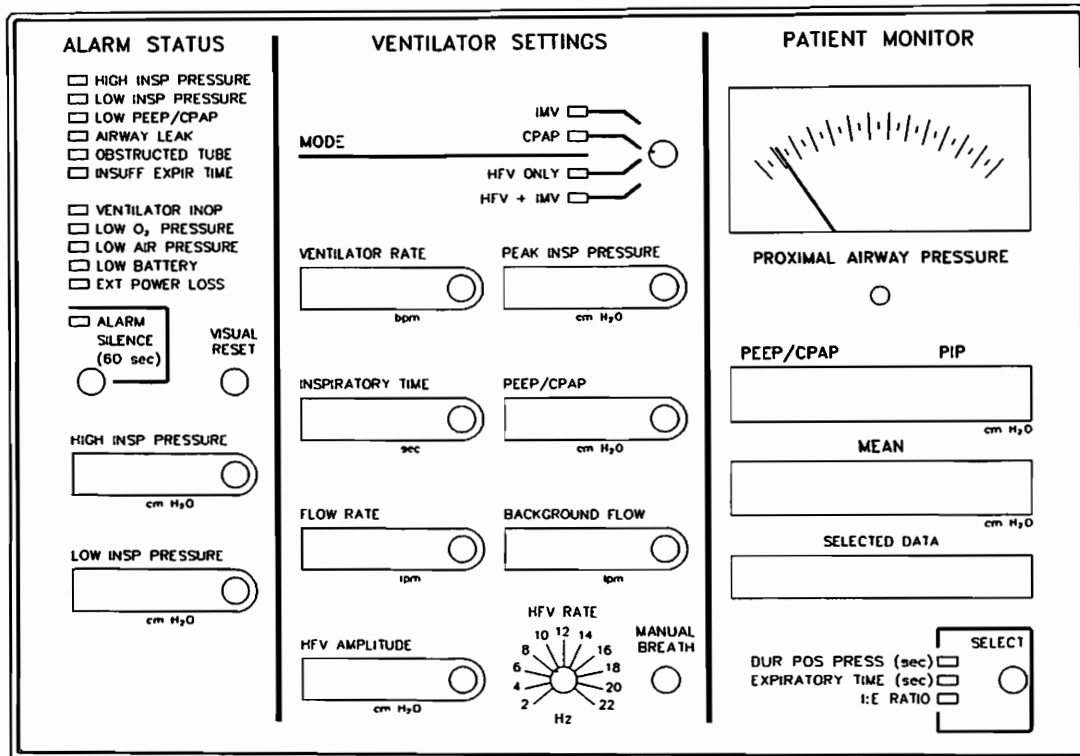 ALARM STATUS
HIGH INSP PRESSURE
LOW INSP PRESSURE
LOW PEEP/CPAP
AIRWAY LEAK
OBSTRUCTED TUBE
INSUFF EXPIR TIME
VENTILATOR INOP
LOW O₂ PRESSURE
LOW AIR PRESSURE
LOW BATTERY
EXT POWER LOSS
ALARM
SILENCE
(60 sec)
VISUAL
RESET
HIGH INSP PRESSURE
cm H₂O
LOW INSP PRESSURE
cm H₂O
VENTILATOR SETTINGS
MODE
IMV
CPAP
HFV ONLY
HFV + IMV
VENTILATOR RATE
bpm
PEAK INSP PRESSURE
cm H₂O
INSPIRATORY TIME
sec
PEEP/CPAP
cm H₂O
FLOW RATE
lpm
BACKGROUND FLOW
lpm
HFV AMPLITUDE
cm H₂O
HFV RATE
2 4 6 8 10 12 14 16 18 20 22
Hz
MANUAL
BREATH
PATIENT MONITOR
PROXIMAL AIRWAY PRESSURE
PEEP/CPAP PIP
cm H₂O
MEAN
cm H₂O
SELECTED DATA
SELECT
DUR POS PRESS (sec)
EXPIRATORY TIME (sec)
I:E RATIO